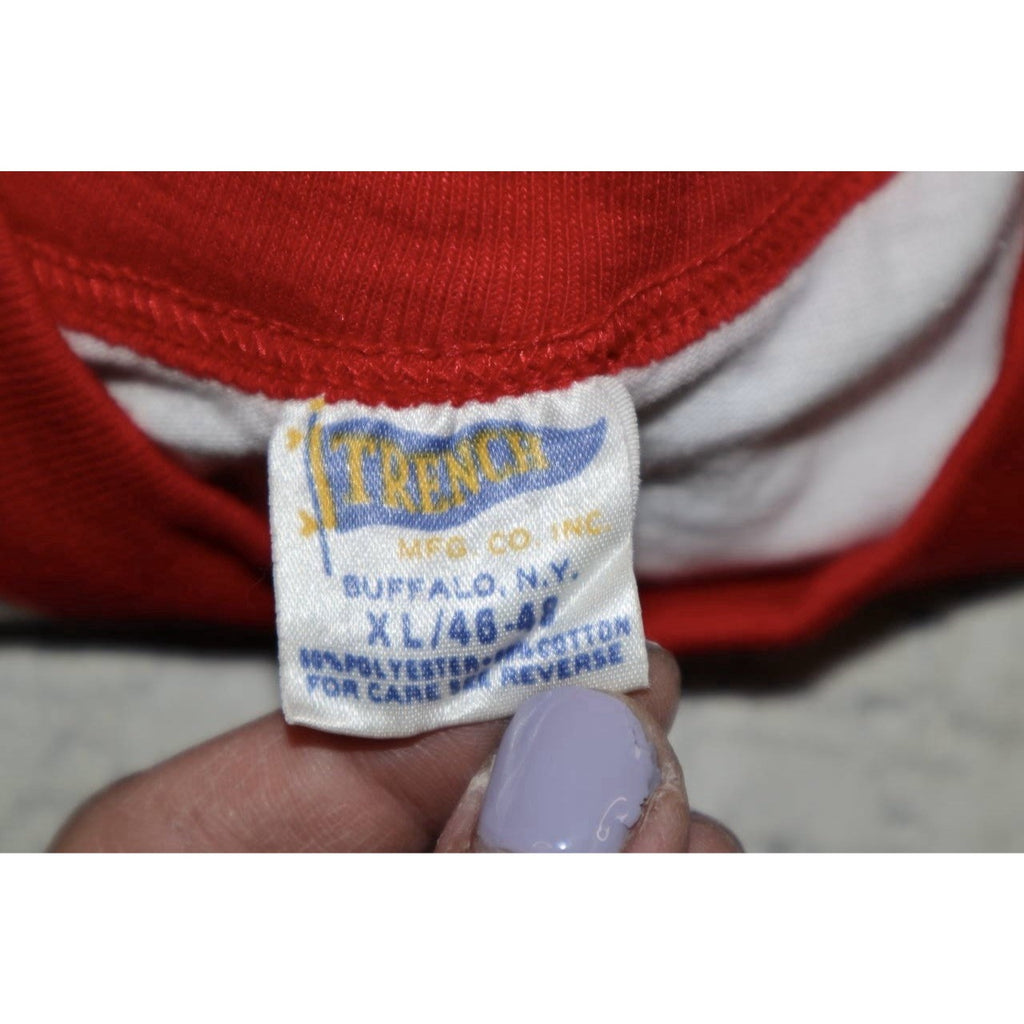 TRENCH
MFG. CO. INC.
BUFFALO, N.Y.
XL/46-48
POLYESTER COTTON
FOR CARE REVERSE